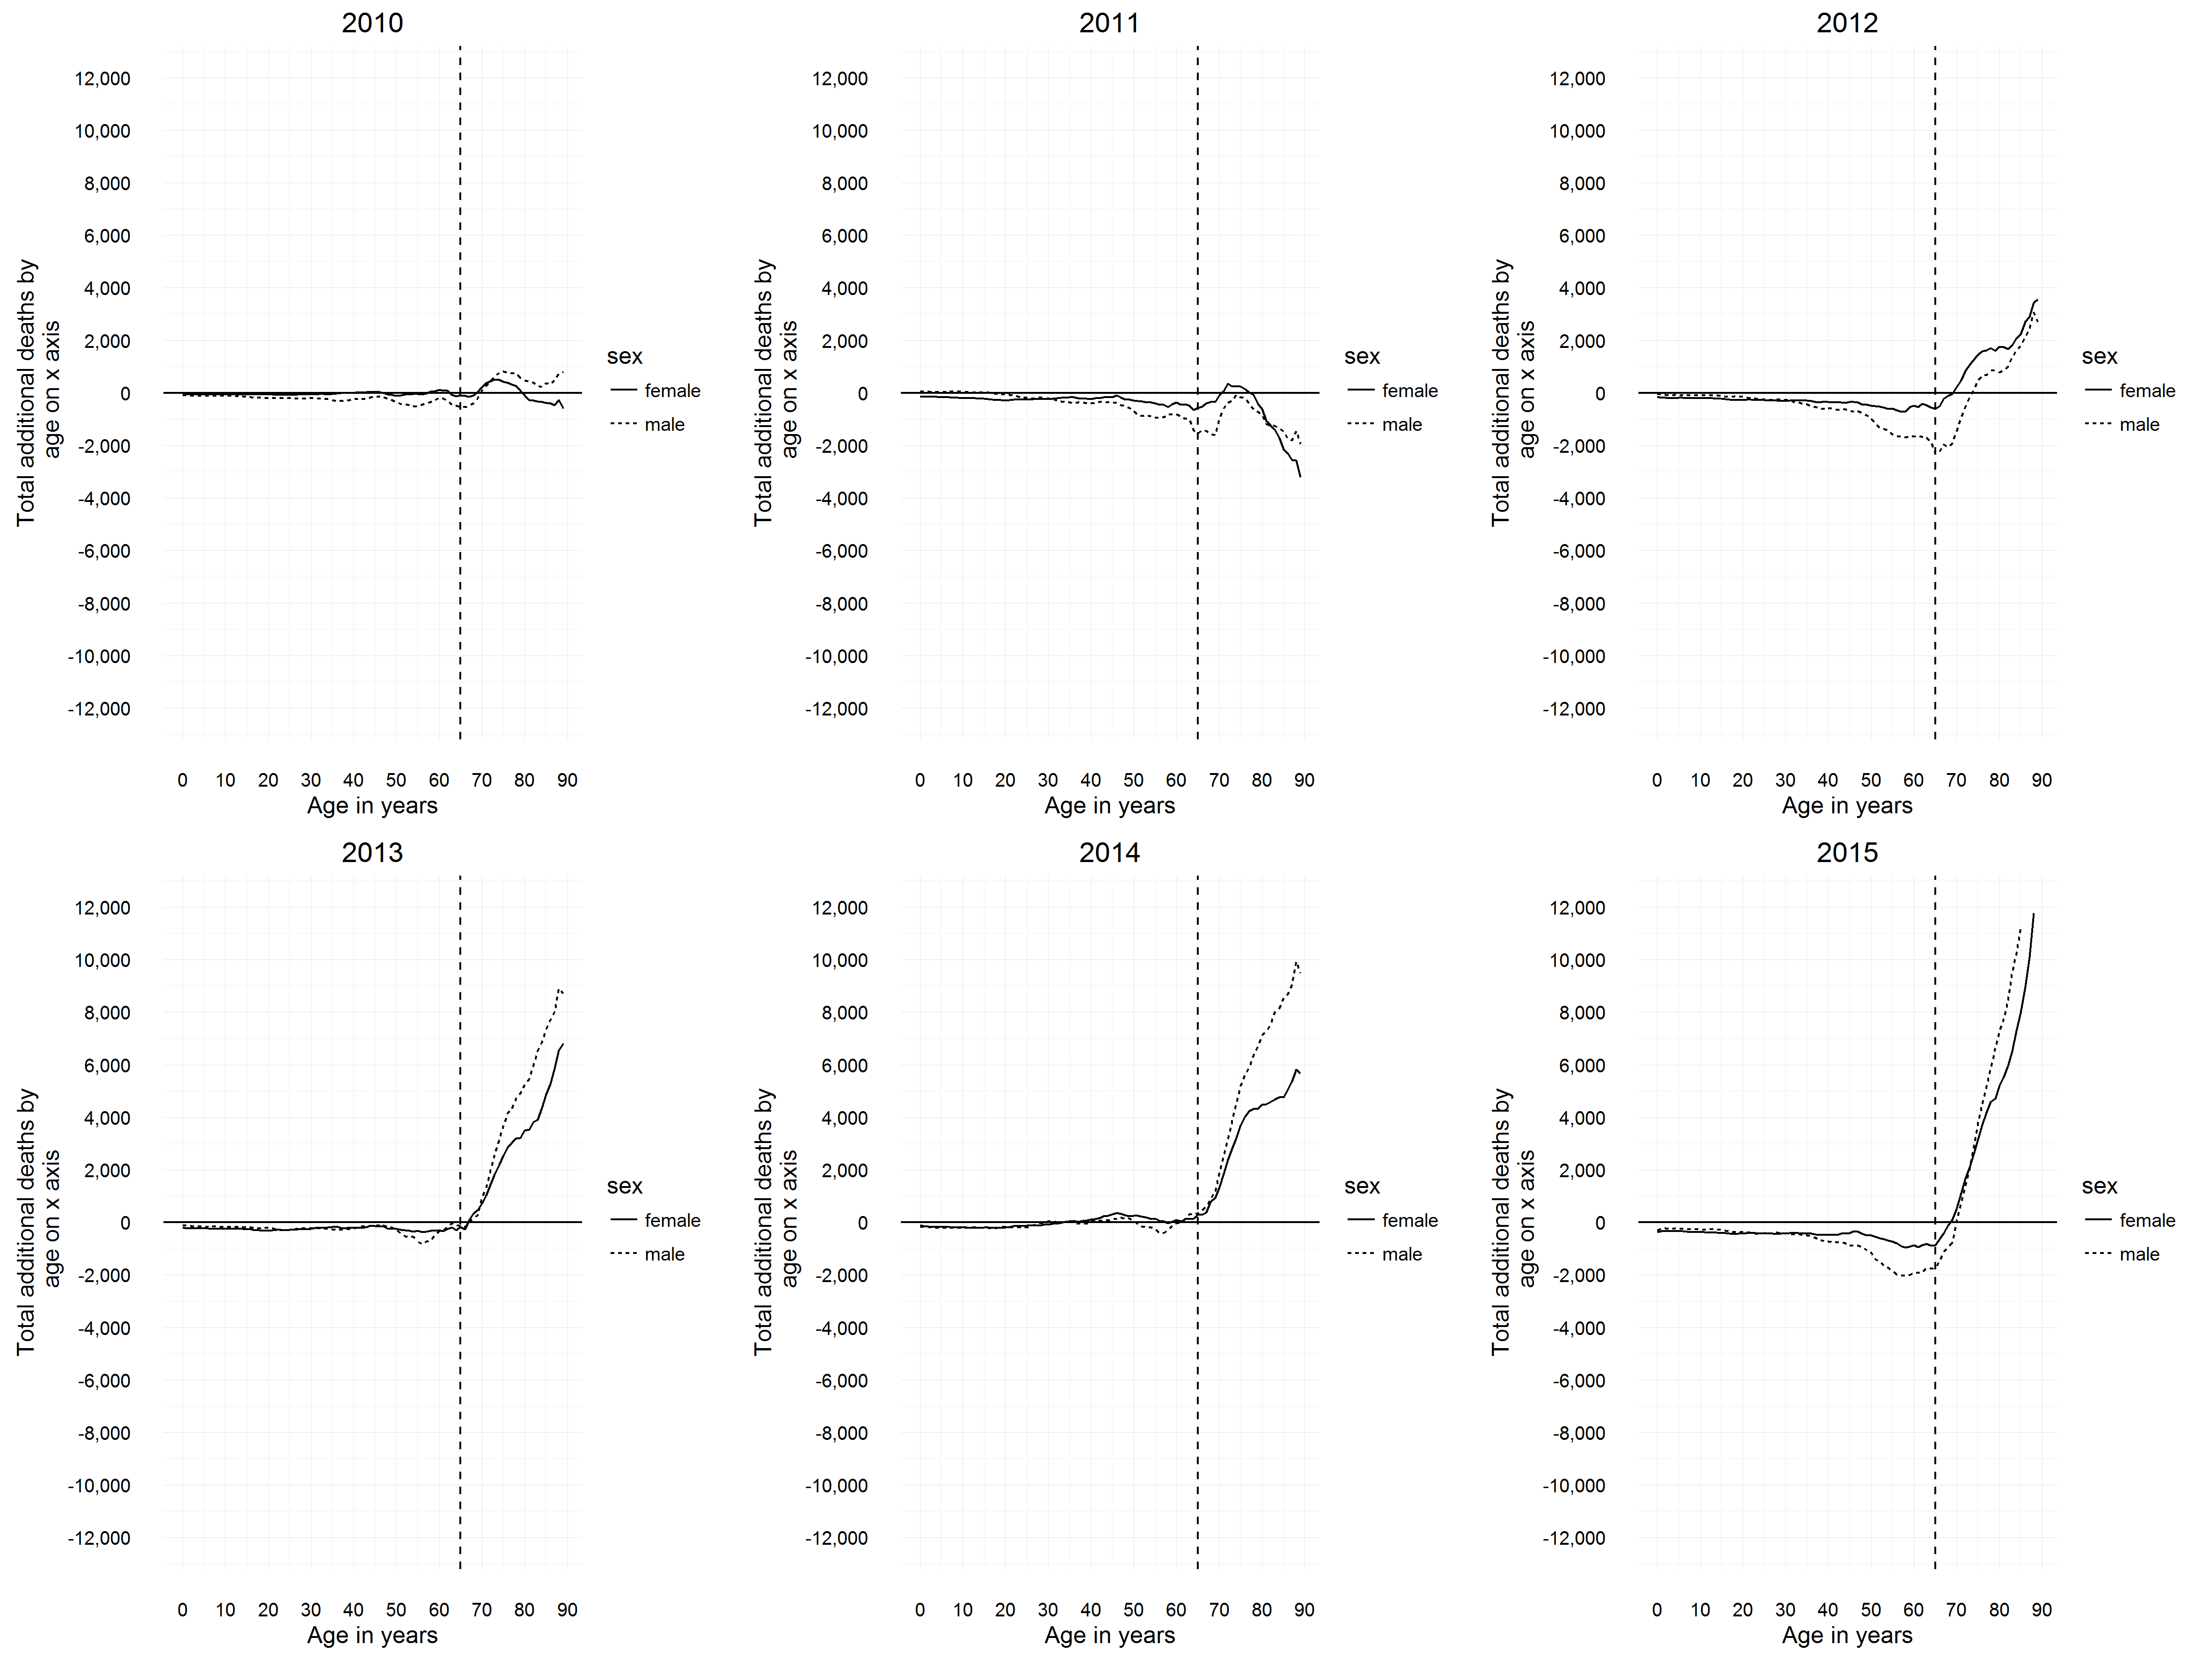 2010
12,000
10,000
8,000
6,000
4,000
2,000
0
-2,000
-4,000
-6,000
-8,000
-10,000
-12,000
Total additional deaths by
age on x axis
0 10 20 30 40 50 60 70 80 90
Age in years
sex
female
male
2011
12,000
10,000
8,000
6,000
4,000
2,000
0
-2,000
-4,000
-6,000
-8,000
-10,000
-12,000
Total additional deaths by
age on x axis
0 10 20 30 40 50 60 70 80 90
Age in years
sex
female
male
2012
12,000
10,000
8,000
6,000
4,000
2,000
0
-2,000
-4,000
-6,000
-8,000
-10,000
-12,000
Total additional deaths by
age on x axis
0 10 20 30 40 50 60 70 80 90
Age in years
sex
female
male
2013
12,000
10,000
8,000
6,000
4,000
2,000
0
-2,000
-4,000
-6,000
-8,000
-10,000
-12,000
Total additional deaths by
age on x axis
0 10 20 30 40 50 60 70 80 90
Age in years
sex
female
male
2014
12,000
10,000
8,000
6,000
4,000
2,000
0
-2,000
-4,000
-6,000
-8,000
-10,000
-12,000
Total additional deaths by
age on x axis
0 10 20 30 40 50 60 70 80 90
Age in years
sex
female
male
2015
12,000
10,000
8,000
6,000
4,000
2,000
0
-2,000
-4,000
-6,000
-8,000
-10,000
-12,000
Total additional deaths by
age on x axis
0 10 20 30 40 50 60 70 80 90
Age in years
sex
female
male